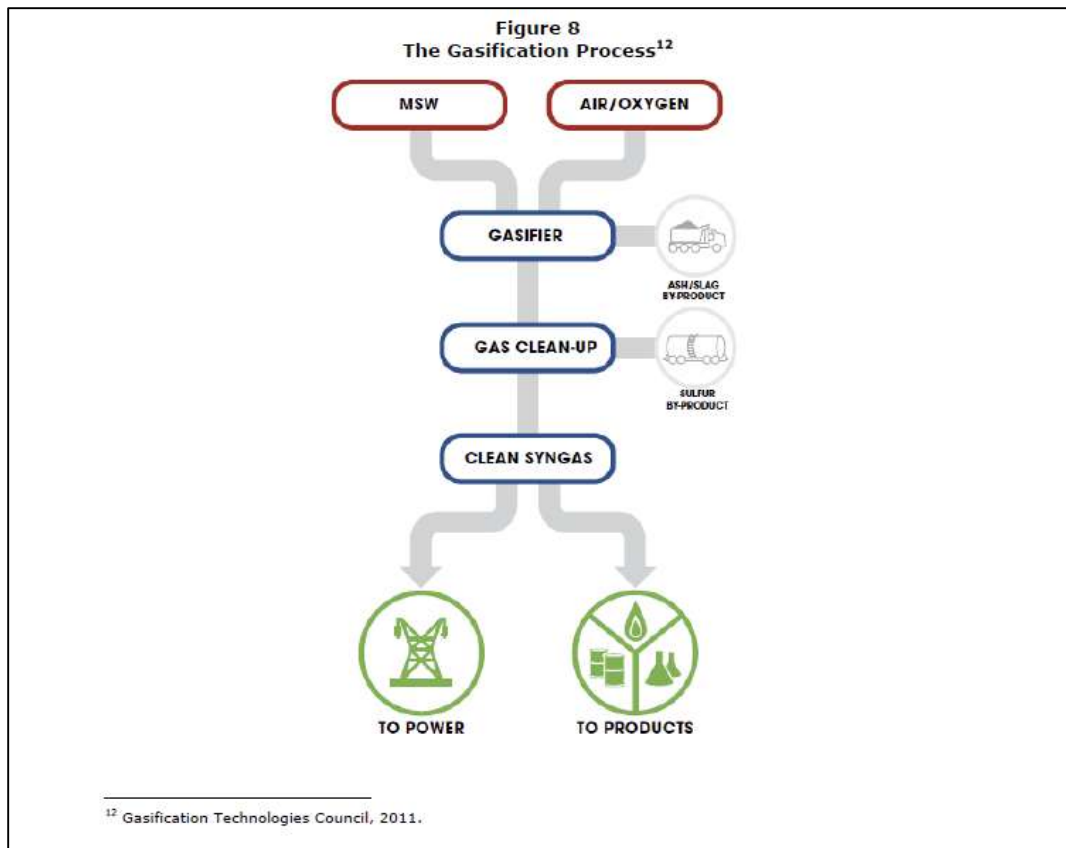 Figure 8
The Gasification Process12
MSW
AIR/OXYGEN
GASIFIER
ASH/SLAG
BY-PRODUCT
GAS CLEAN-UP
SULFUR
BY-PRODUCT
CLEAN SYNGAS
TO POWER
TO PRODUCTS
12 Gasification Technologies Council, 2011.